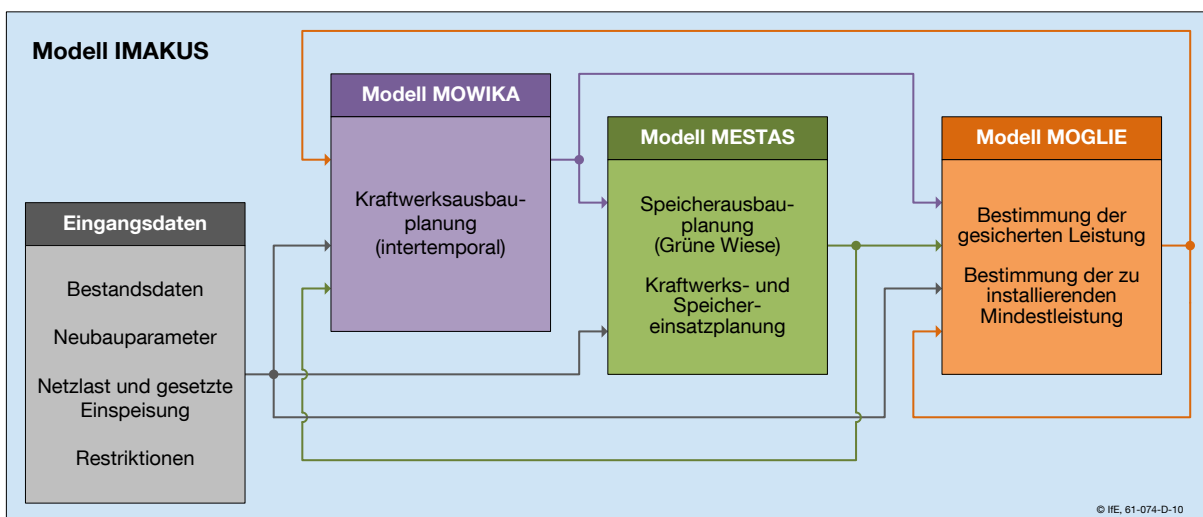 Modell IMAKUS
Eingangsdaten
Bestandsdaten
Neubauparameter
Netzlast und gesetzte
Einspeisung
Restriktionen
Modell MOWIKA
Kraftwerksausbau-
planung
(intertemporal)
Modell MESTAS
Speicherausbau-
planung
(Grüne Wiese)
Kraftwerks- und
Speicher-
einsatzplanung
Modell MOGLIE
Bestimmung der
gesicherten Leistung
Bestimmung der zu
installierenden
Mindestleistung
© IfE, 61-074-D-10